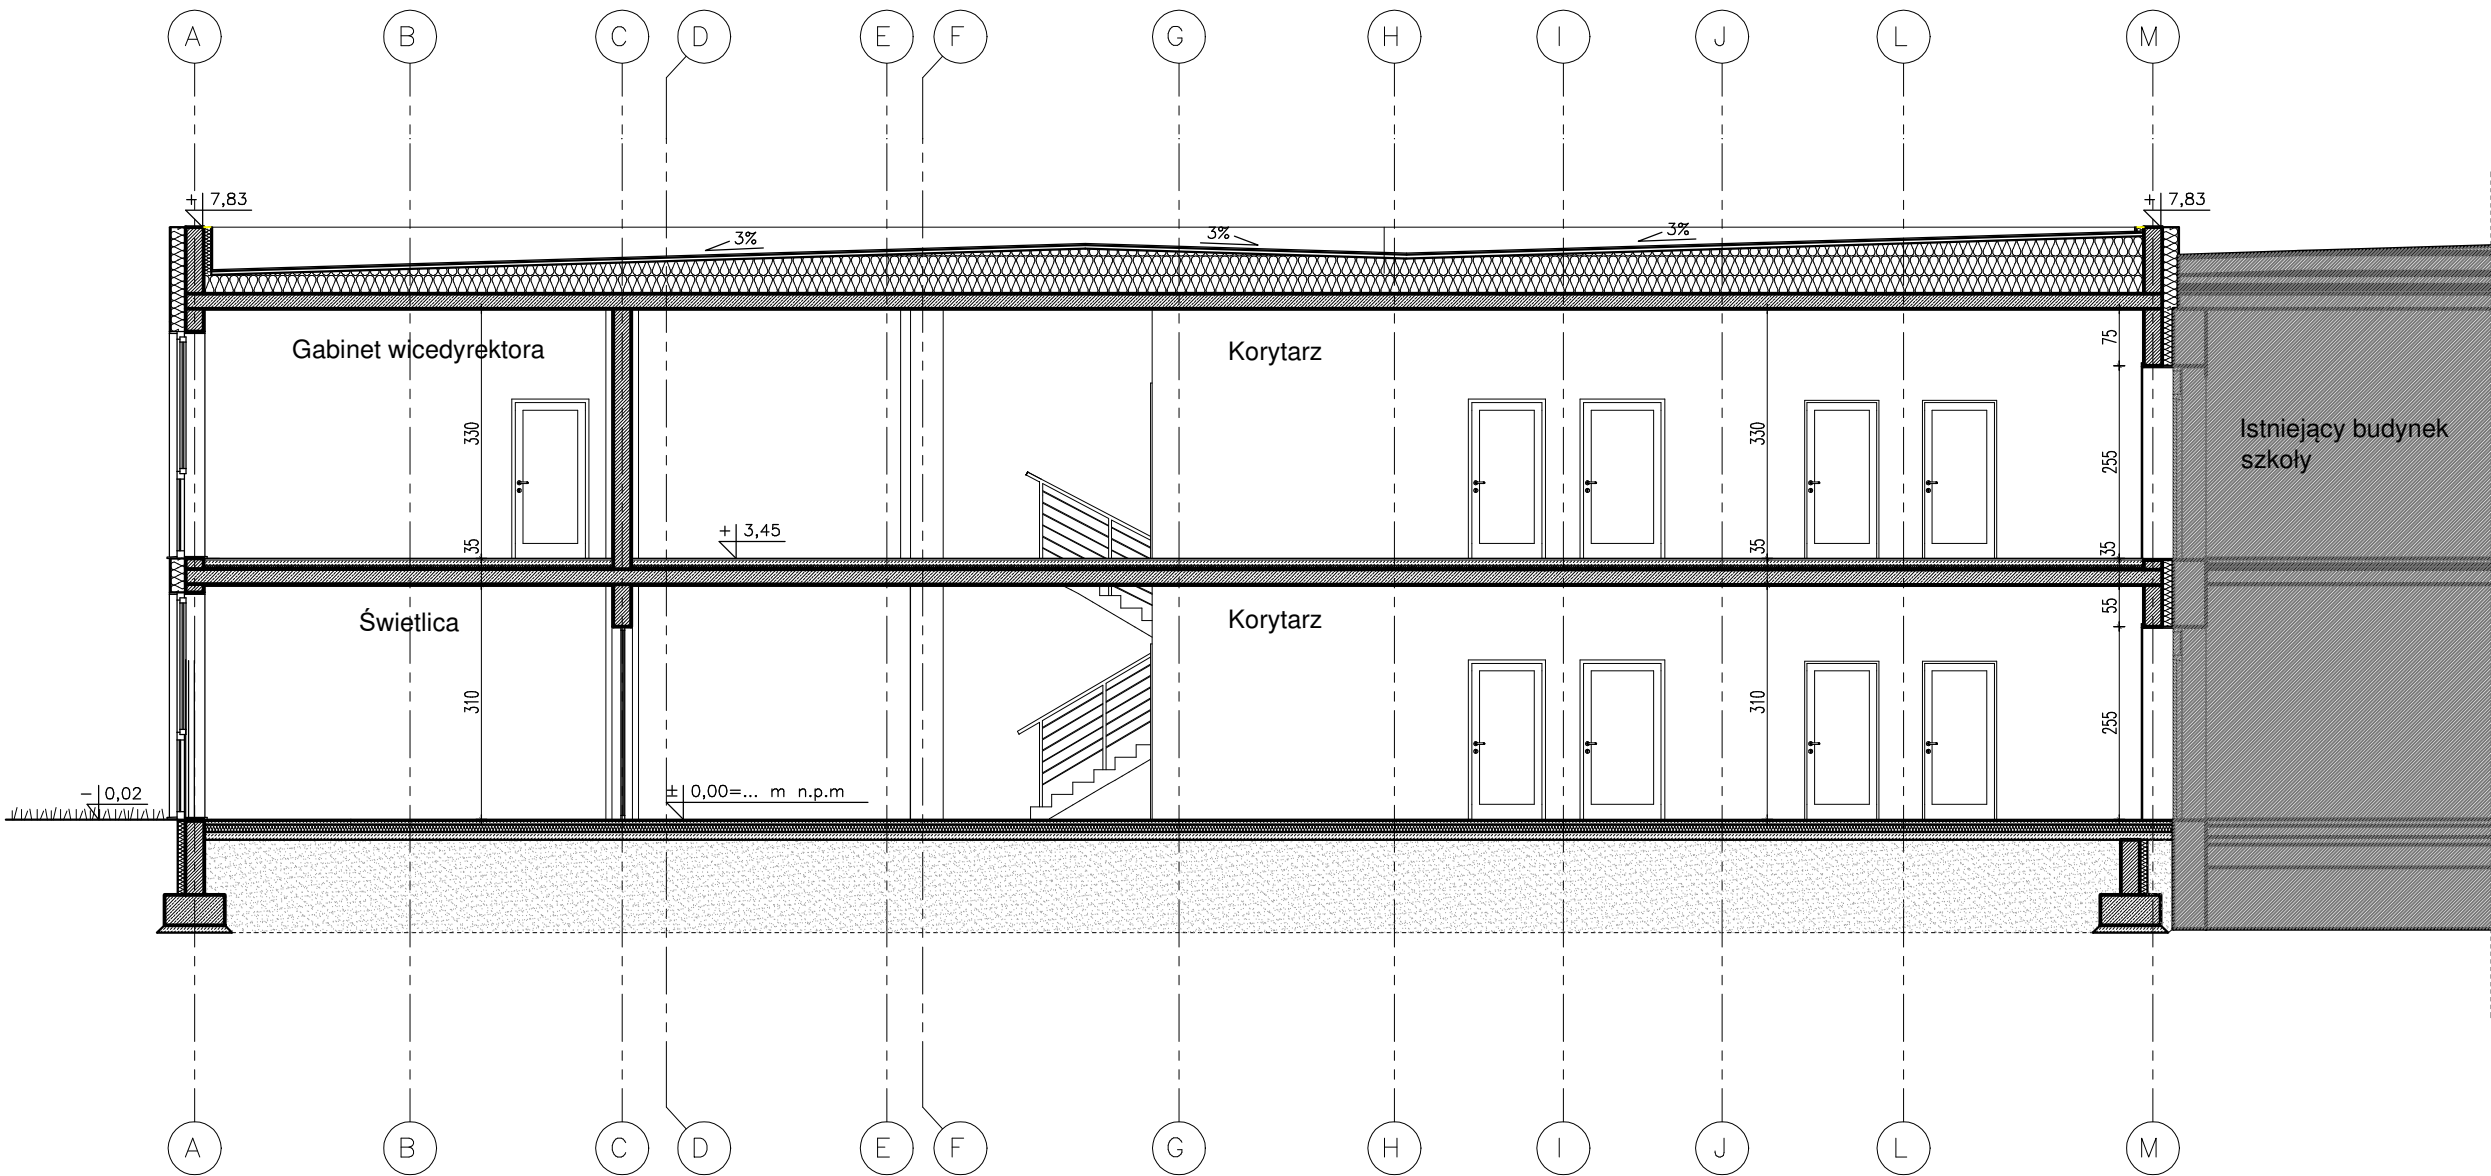 A B C D E F G H I J L M
+ 7,83
+ 7,83
3%
3%
3%
Gabinet wicedyrektora
Korytarz
75
330
330
255
Istniejący budynek
szkoły
+ 3,45
35
35
35
Świetlica
Korytarz
55
310
310
255
- 0,02
± 0,00=... m n.p.m
A B C D E F G H I J L M